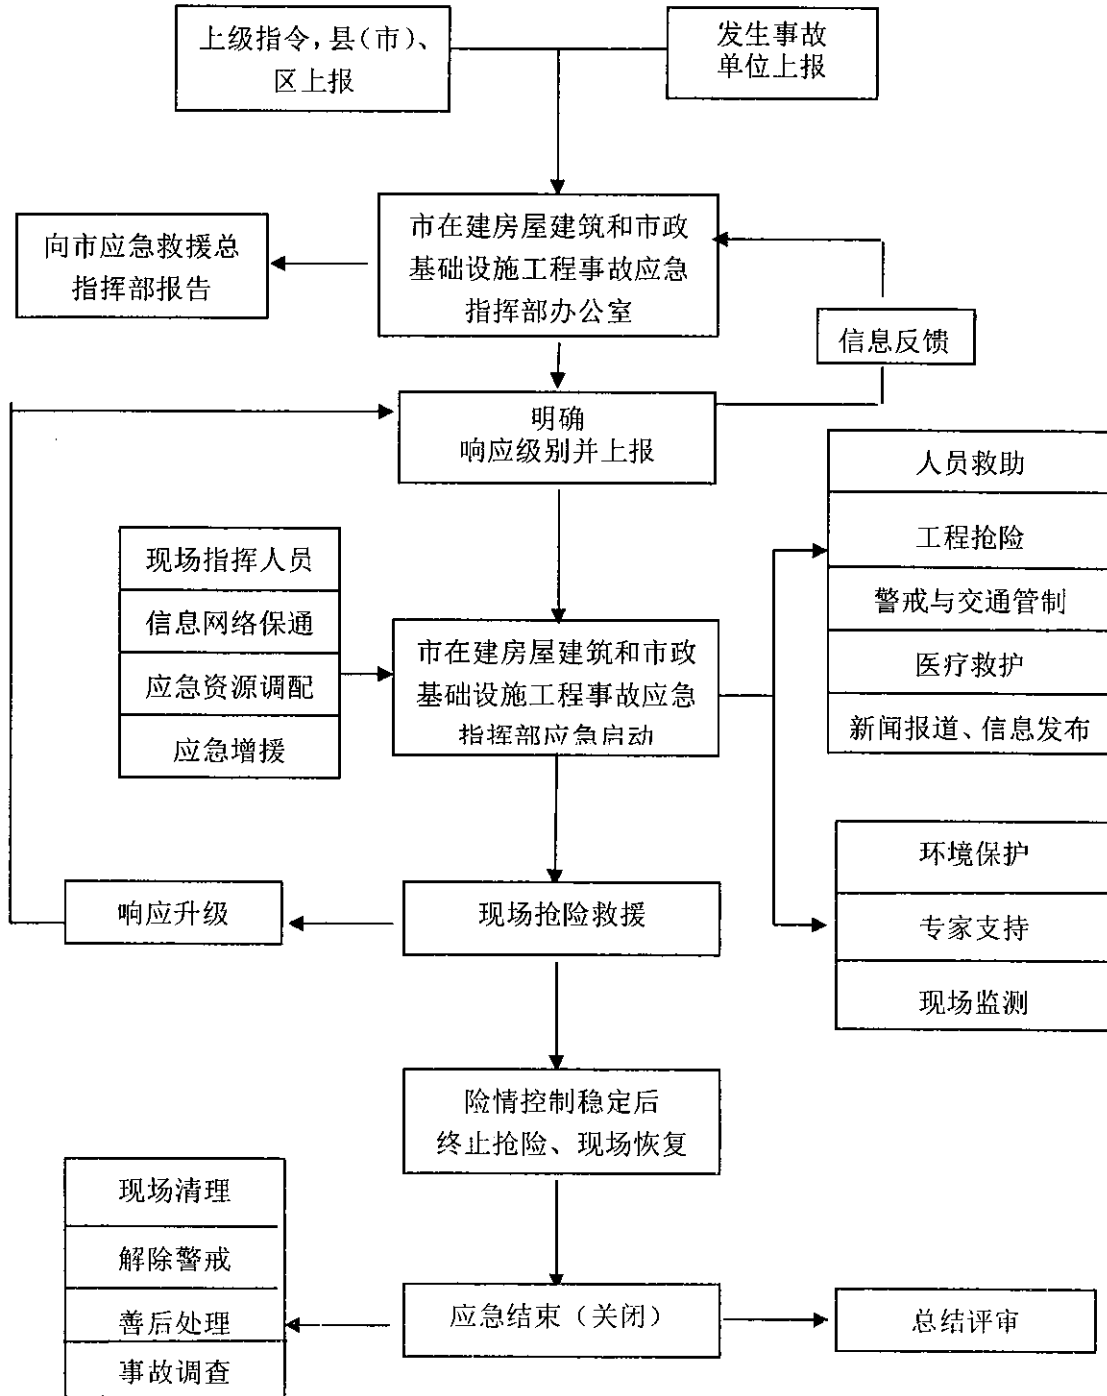 上级指令，县（市）、
区上报
发生事故
单位上报
市在建房屋建筑和市政
基础设施工程事故应急
指挥部办公室
向市应急救援总
指挥部报告
信息反馈
明确
响应级别并上报
人员救助
工程抢险
警戒与交通管制
医疗救护
新闻报道、信息发布
现场指挥人员
信息网络保通
应急资源调配
应急增援
市在建房屋建筑和市政
基础设施工程事故应急
指挥部应急启动
环境保护
专家支持
现场监测
响应升级
现场抢险救援
险情控制稳定后
终止抢险、现场恢复
现场清理
解除警戒
善后处理
事故调查
应急结束（关闭）
总结评审